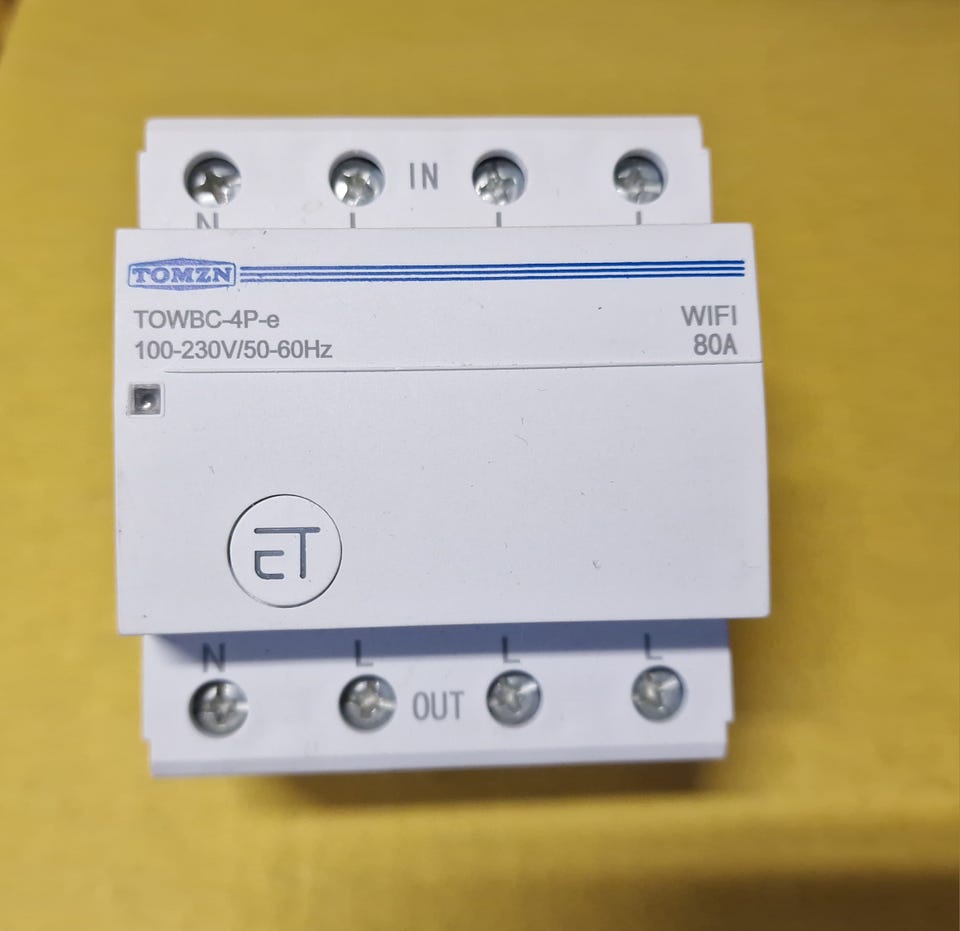 IN
N L L L
TOMZN
TOWBC-4P-e
100-230V/50-60Hz
WIFI
80A
N L L L
OUT